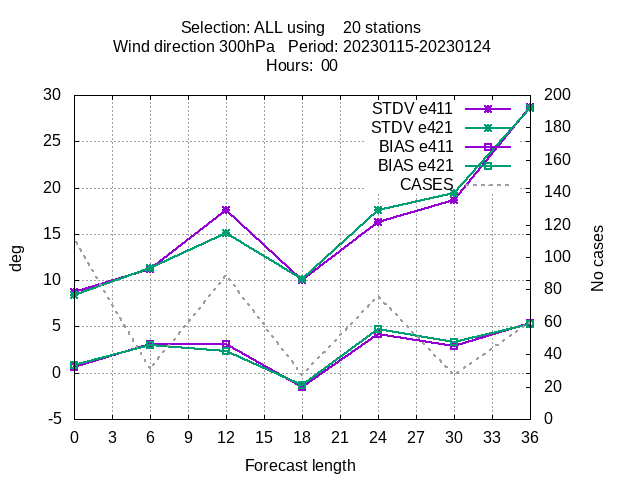 Selection: ALL using    20 stations
Wind direction 300hPa   Period: 20230115-20230124
Hours:  00
STDV e411
STDV e421
BIAS e411
BIAS e421
CASES
30
25
20
15
10
5
0
-5
200
180
160
140
120
100
80
60
40
20
0
deg
No cases
0 3 6 9 12 15 18 21 24 27 30 33 36
Forecast length